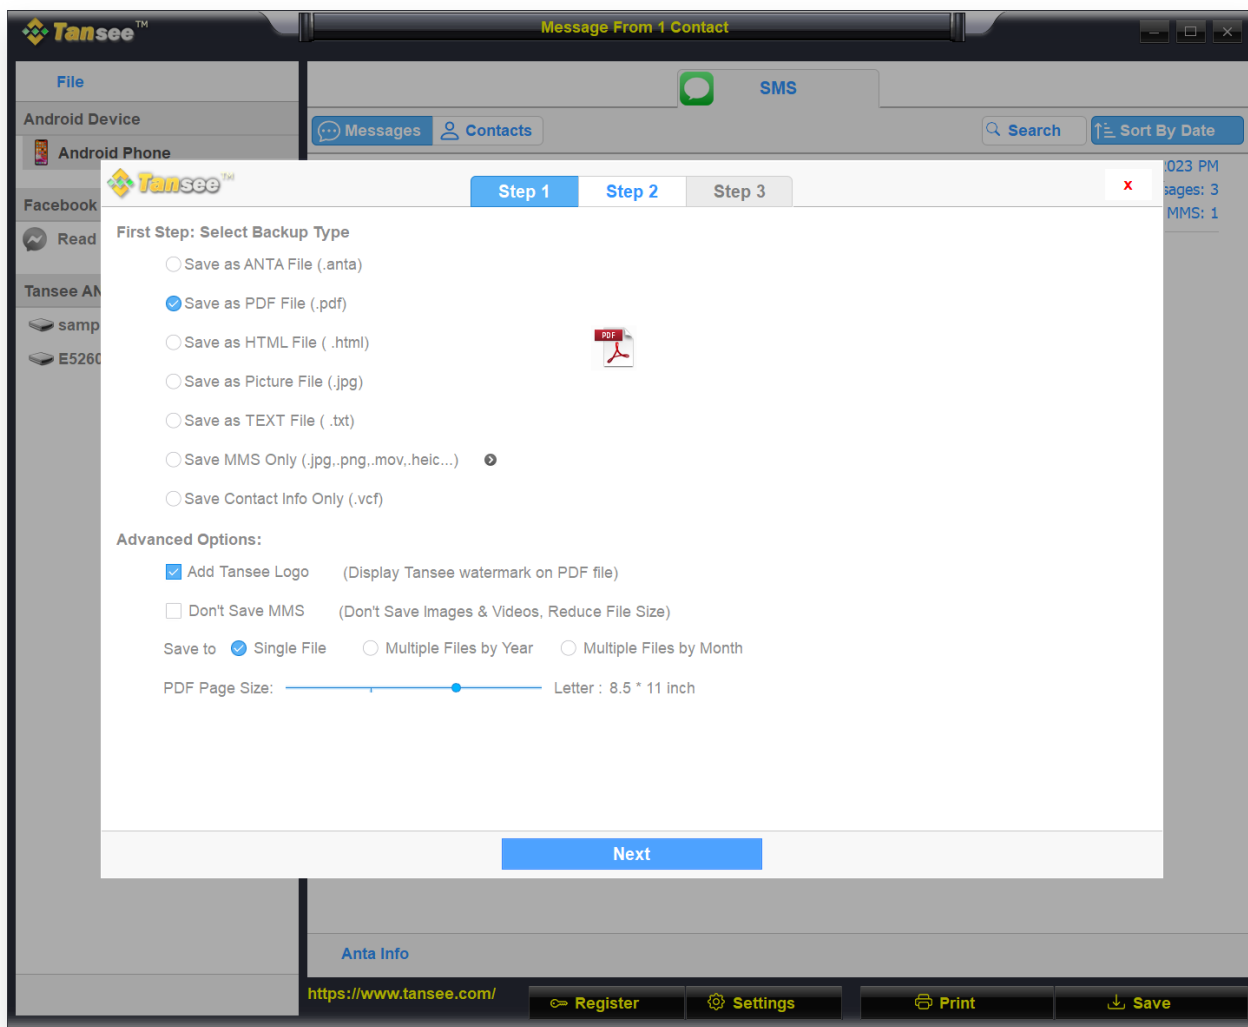 Tansee™
Message From 1 Contact
File
SMS
Android Device
Messages
Contacts
Search
Sort By Date
Android Phone
2023 PM
Tansee™
Step 1
Step 2
Step 3
x
Facebook
MMS: 1
Read
First Step: Select Backup Type
Save as ANTA File (.anta)
Tansee AN
Save as PDF File (.pdf)
samp
PDF
Save as HTML File ( .html)
E5260
Save as Picture File (.jpg)
Save as TEXT File ( .txt)
Save MMS Only (.jpg,.png,.mov,.heic...)
Save Contact Info Only (.vcf)
Advanced Options:
Add Tansee Logo (Display Tansee watermark on PDF file)
Don't Save MMS (Don't Save Images & Videos, Reduce File Size)
Save to Single File Multiple Files by Year Multiple Files by Month
PDF Page Size: Letter : 8.5 * 11 inch
Next
Anta Info
https://www.tansee.com/
Register
Settings
Print
Save